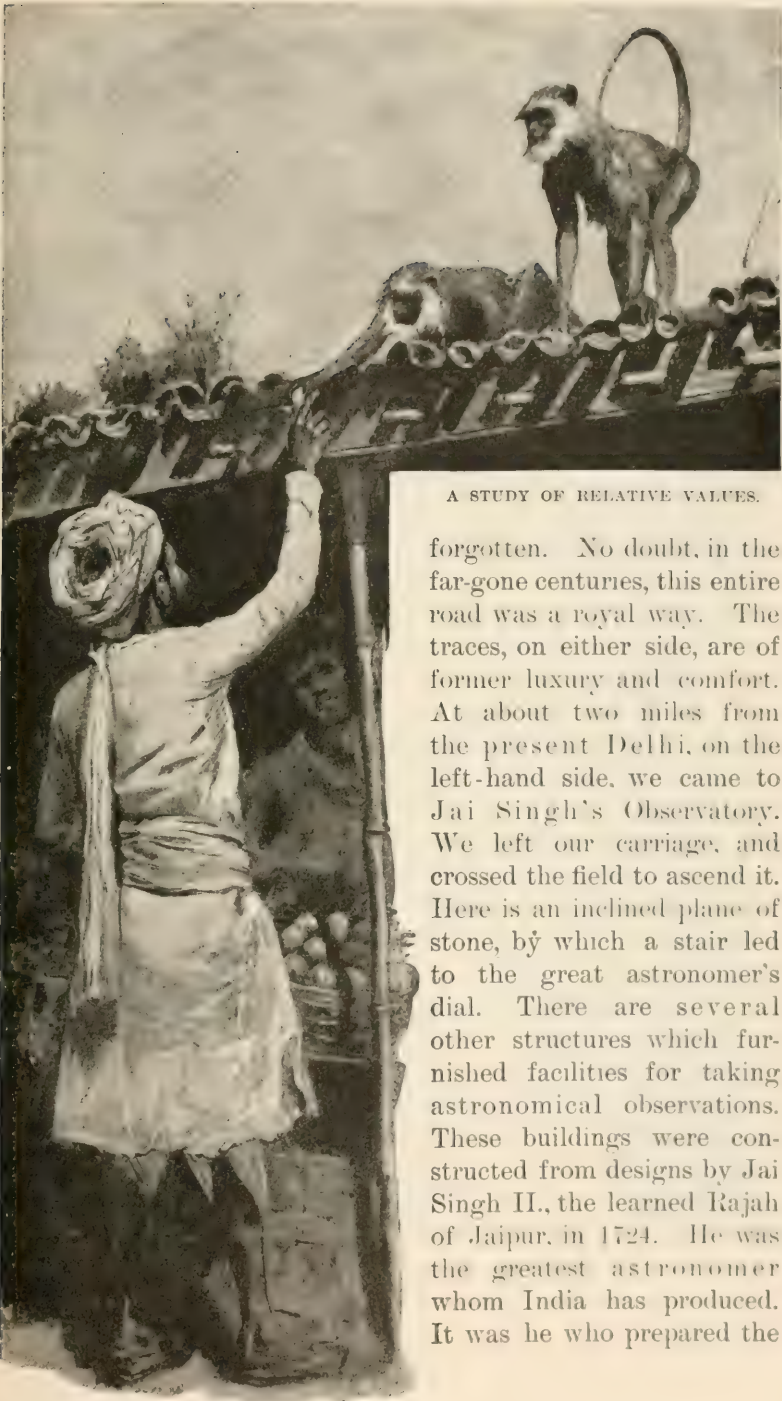 A STUDY OF RELATIVE VALUES.
forgotten. No doubt, in the
far-gone centuries, this entire
road was a royal way. The
traces, on either side, are of
former luxury and comfort.
At about two miles from
the present Delhi, on the
left-hand side, we came to
Jai Singh's Observatory.
We left our carriage, and
crossed the field to ascend it.
Here is an inclined plane of
stone, by which a stair led
to the great astronomer's
dial. There are several
other structures which fur-
nished facilities for taking
astronomical observations.
These buildings were con-
structed from designs by Jai
Singh II., the learned Rajah
of Jaipur, in 1724. He was
the greatest astronomer
whom India has produced.
It was he who prepared the